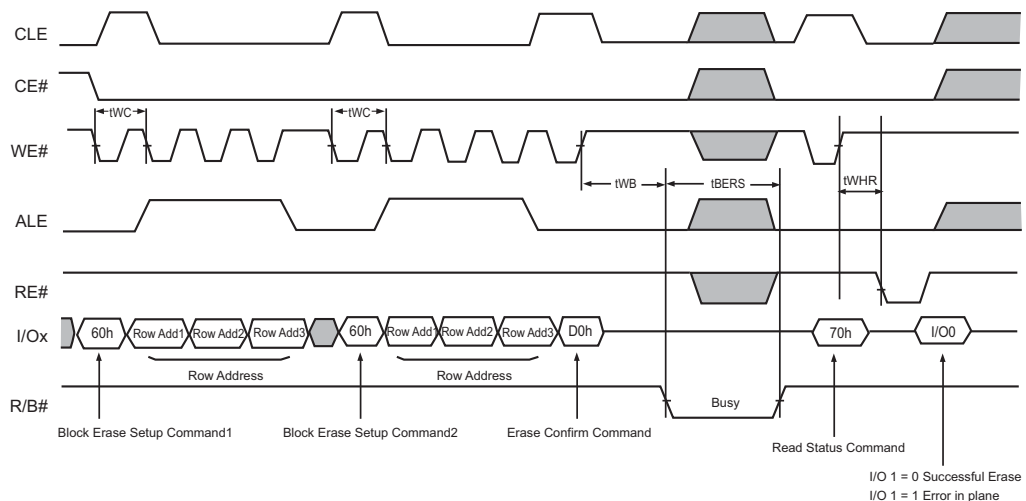 CLE
CE#
tWC
tWC
WE#
tWB
tBERS
tWHR
ALE
RE#
I/Ox
60h
Row Add1
Row Add2
Row Add3
60h
Row Add1
Row Add2
Row Add3
D0h
70h
I/O0
Row Address
Row Address
R/B#
Busy
Block Erase Setup Command1
Block Erase Setup Command2
Erase Confirm Command
Read Status Command
I/O 1 = 0 Successful Erase
I/O 1 = 1 Error in plane